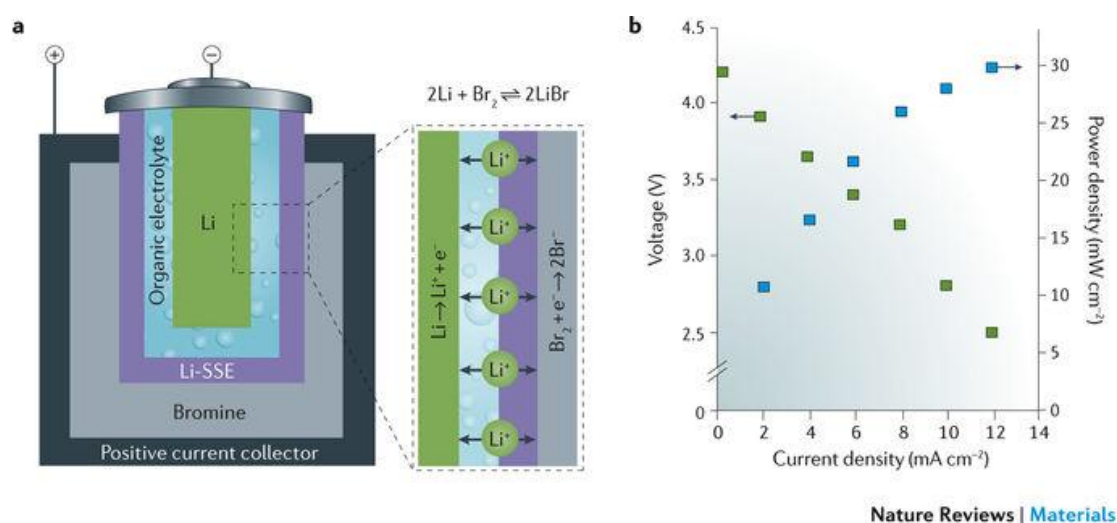 a
+
−
Organic electrolyte
Li
Li-SSE
Bromine
Positive current collector
2Li + Br₂ ⇌ 2LiBr
Li → Li⁺ + e⁻
Li⁺
Li⁺
Li⁺
Li⁺
Li⁺
Br₂ + e⁻ → 2Br⁻
b
Voltage (V)
4.5
4.0
3.5
3.0
2.5
0
0 2 4 6 8 10 12 14
Current density (mA cm⁻²)
30
25
20
15
10
5
0
Power density (mW cm⁻²)
Nature Reviews | Materials